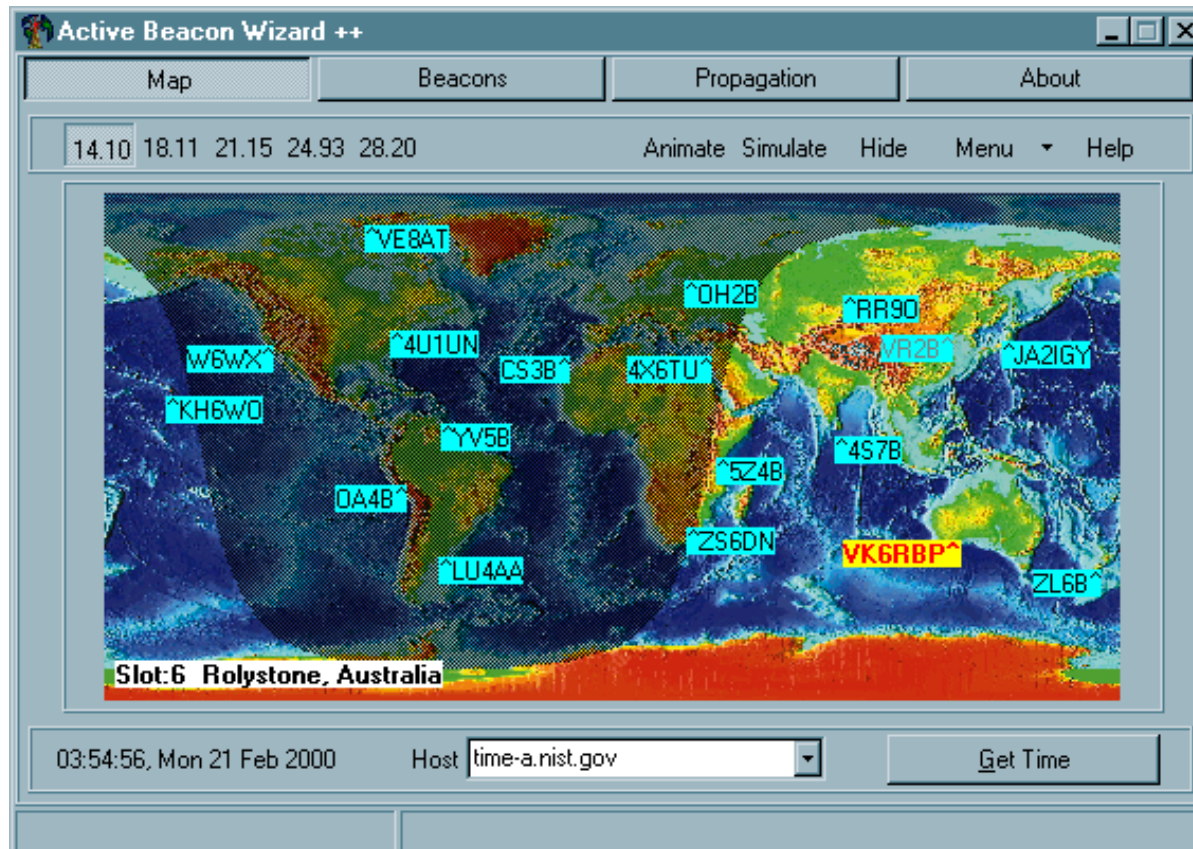 Active Beacon Wizard ++
Map Beacons Propagation About
14.10 18.11 21.15 24.93 28.20 Animate Simulate Hide Menu Help
^VE8AT
^OH2B
^RR9O
W6WX^ ^4U1UN CS3B^ 4X6TU^ VR2B^ ^JA2IGY
^KH6WO
^YV5B ^4S7B
^5Z4B
OA4B^
^ZS6DN VK6RBP^
^LU4AA ZL6B^
Slot:6 Rolystone, Australia
03:54:56, Mon 21 Feb 2000 Host time-a.nist.gov Get Time